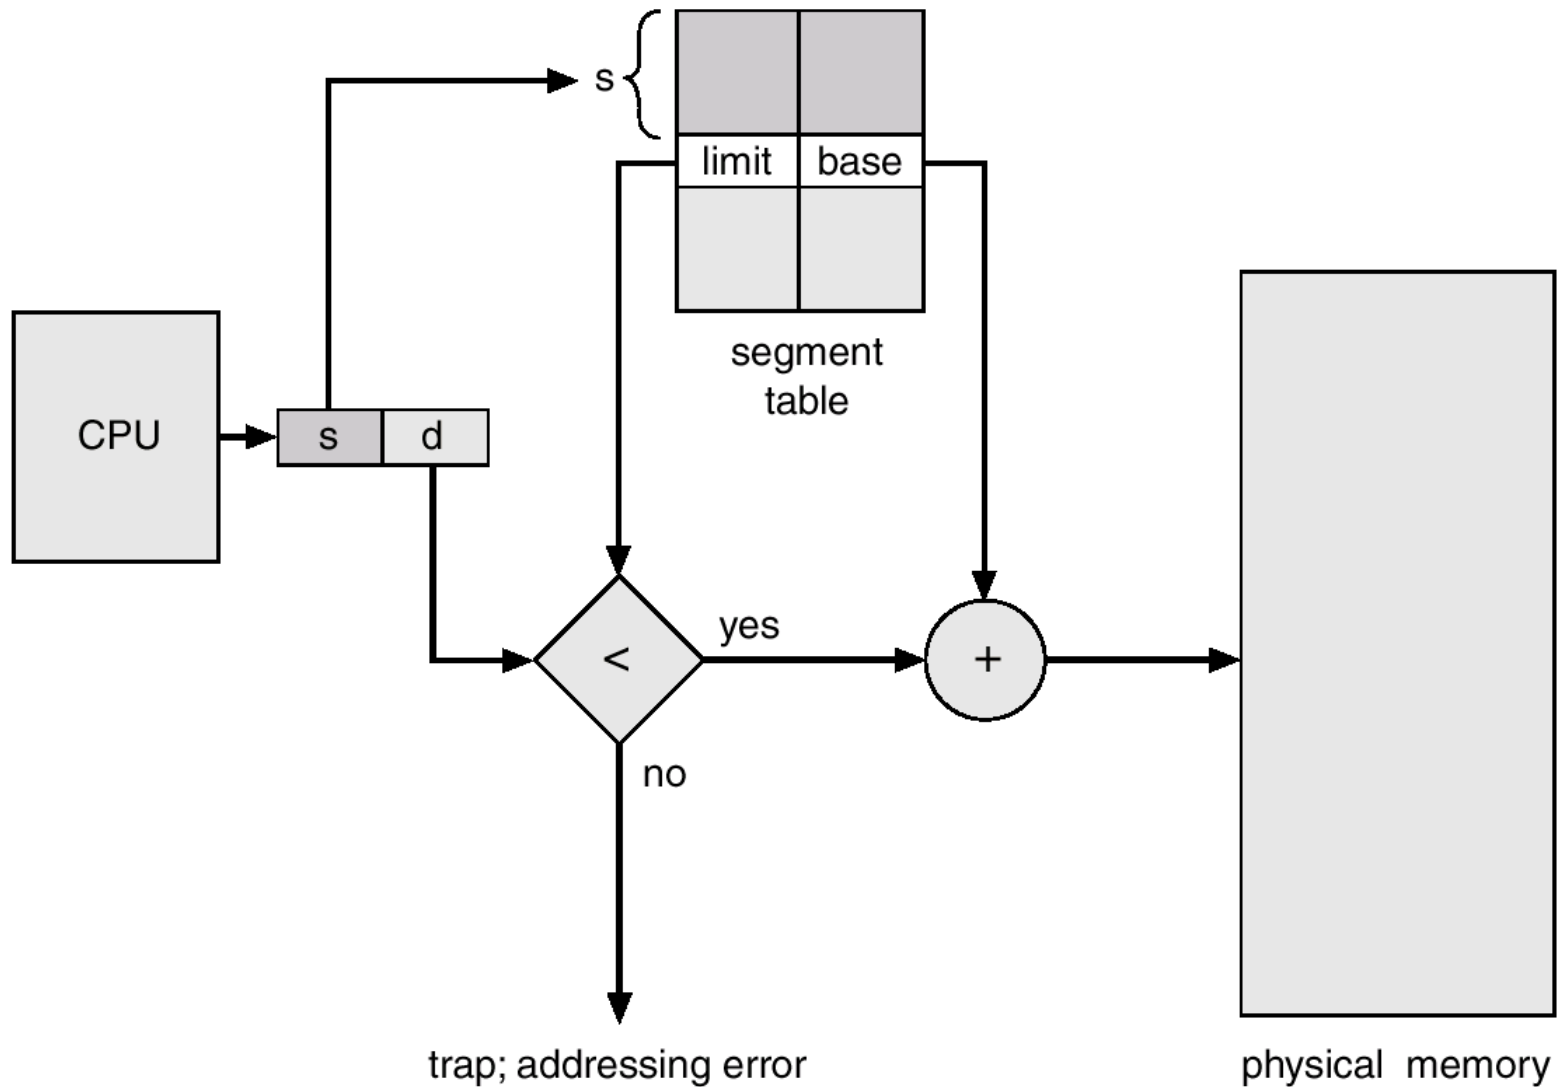 s
limit
base
segment
table
CPU
s
d
yes
<
+
no
trap; addressing error
physical memory